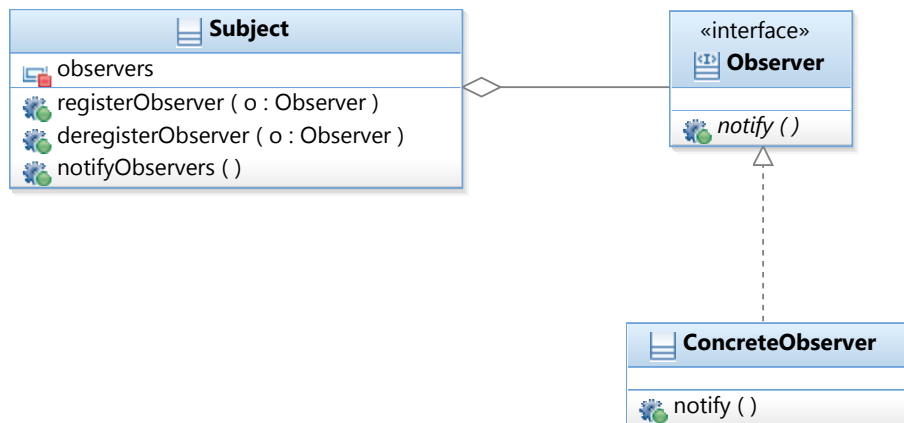 Subject
observers
registerObserver ( o : Observer )
deregisterObserver ( o : Observer )
notifyObservers ( )
«interface»
Observer
notify ( )
ConcreteObserver
notify ( )